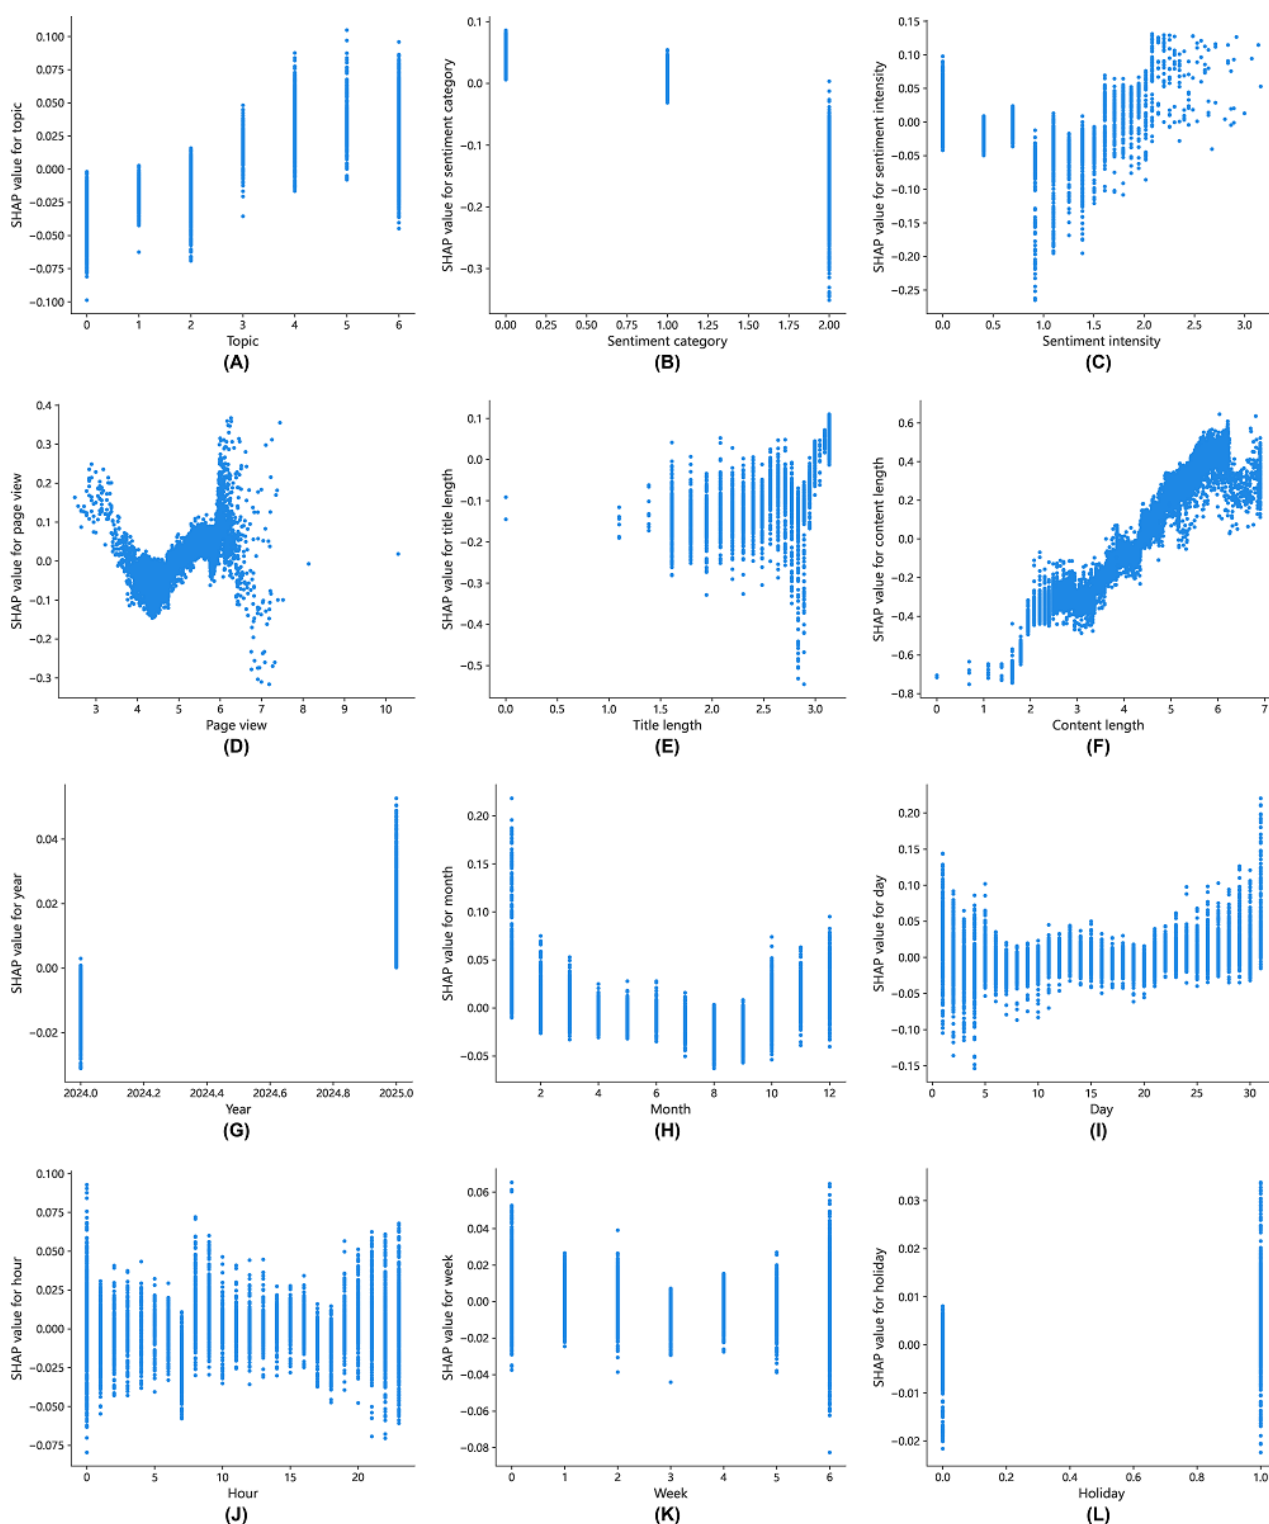 SHAP value for topic
0.100
0.075
0.050
0.025
0.000
−0.025
−0.050
−0.075
−0.100
0 1 2 3 4 5 6
Topic
(A)
SHAP value for sentiment category
0.1
0.0
−0.1
−0.2
−0.3
0.00 0.25 0.50 0.75 1.00 1.25 1.50 1.75 2.00
Sentiment category
(B)
SHAP value for sentiment intensity
0.15
0.10
0.05
0.00
−0.05
−0.10
−0.15
−0.20
−0.25
0.0 0.5 1.0 1.5 2.0 2.5 3.0
Sentiment intensity
(C)
SHAP value for page view
0.4
0.3
0.2
0.1
0.0
−0.1
−0.2
−0.3
3 4 5 6 7 8 9 10
Page view
(D)
SHAP value for title length
0.1
0.0
−0.1
−0.2
−0.3
−0.4
−0.5
0.0 0.5 1.0 1.5 2.0 2.5 3.0
Title length
(E)
SHAP value for content length
0.6
0.4
0.2
0.0
−0.2
−0.4
−0.6
−0.8
0 1 2 3 4 5 6 7
Content length
(F)
SHAP value for year
0.04
0.02
0.00
−0.02
2024.0 2024.2 2024.4 2024.6 2024.8 2025.0
Year
(G)
SHAP value for month
0.20
0.15
0.10
0.05
0.00
−0.05
2 4 6 8 10 12
Month
(H)
SHAP value for day
0.20
0.15
0.10
0.05
0.00
−0.05
−0.10
−0.15
0 5 10 15 20 25 30
Day
(I)
SHAP value for hour
0.100
0.075
0.050
0.025
0.000
−0.025
−0.050
−0.075
0 5 10 15 20
Hour
(J)
SHAP value for week
0.06
0.04
0.02
0.00
−0.02
−0.04
−0.06
−0.08
0 1 2 3 4 5 6
Week
(K)
SHAP value for holiday
0.03
0.02
0.01
0.00
−0.01
−0.02
0.0 0.2 0.4 0.6 0.8 1.0
Holiday
(L)